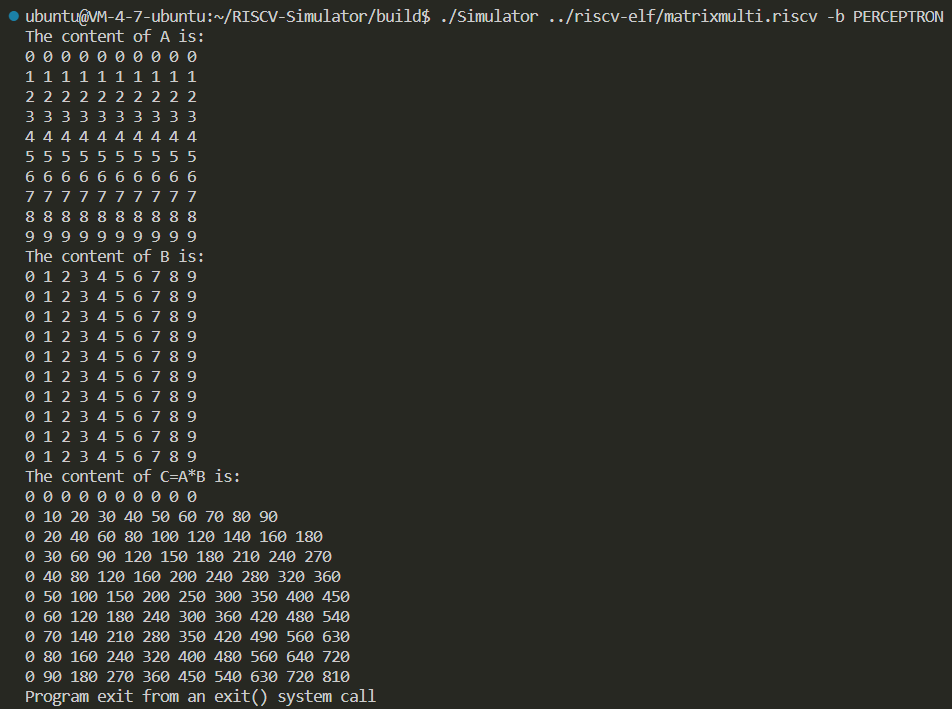 ubuntu@VM-4-7-ubuntu:~/RISCV-Simulator/build$ ./Simulator ../riscv-elf/matrixmulti.riscv -b PERCEPTRON
The content of A is:
0 0 0 0 0 0 0 0 0 0
1 1 1 1 1 1 1 1 1 1
2 2 2 2 2 2 2 2 2 2
3 3 3 3 3 3 3 3 3 3
4 4 4 4 4 4 4 4 4 4
5 5 5 5 5 5 5 5 5 5
6 6 6 6 6 6 6 6 6 6
7 7 7 7 7 7 7 7 7 7
8 8 8 8 8 8 8 8 8 8
9 9 9 9 9 9 9 9 9 9
The content of B is:
0 1 2 3 4 5 6 7 8 9
0 1 2 3 4 5 6 7 8 9
0 1 2 3 4 5 6 7 8 9
0 1 2 3 4 5 6 7 8 9
0 1 2 3 4 5 6 7 8 9
0 1 2 3 4 5 6 7 8 9
0 1 2 3 4 5 6 7 8 9
0 1 2 3 4 5 6 7 8 9
0 1 2 3 4 5 6 7 8 9
0 1 2 3 4 5 6 7 8 9
The content of C=A*B is:
0 0 0 0 0 0 0 0 0 0
0 10 20 30 40 50 60 70 80 90
0 20 40 60 80 100 120 140 160 180
0 30 60 90 120 150 180 210 240 270
0 40 80 120 160 200 240 280 320 360
0 50 100 150 200 250 300 350 400 450
0 60 120 180 240 300 360 420 480 540
0 70 140 210 280 350 420 490 560 630
0 80 160 240 320 400 480 560 640 720
0 90 180 270 360 450 540 630 720 810
Program exit from an exit() system call